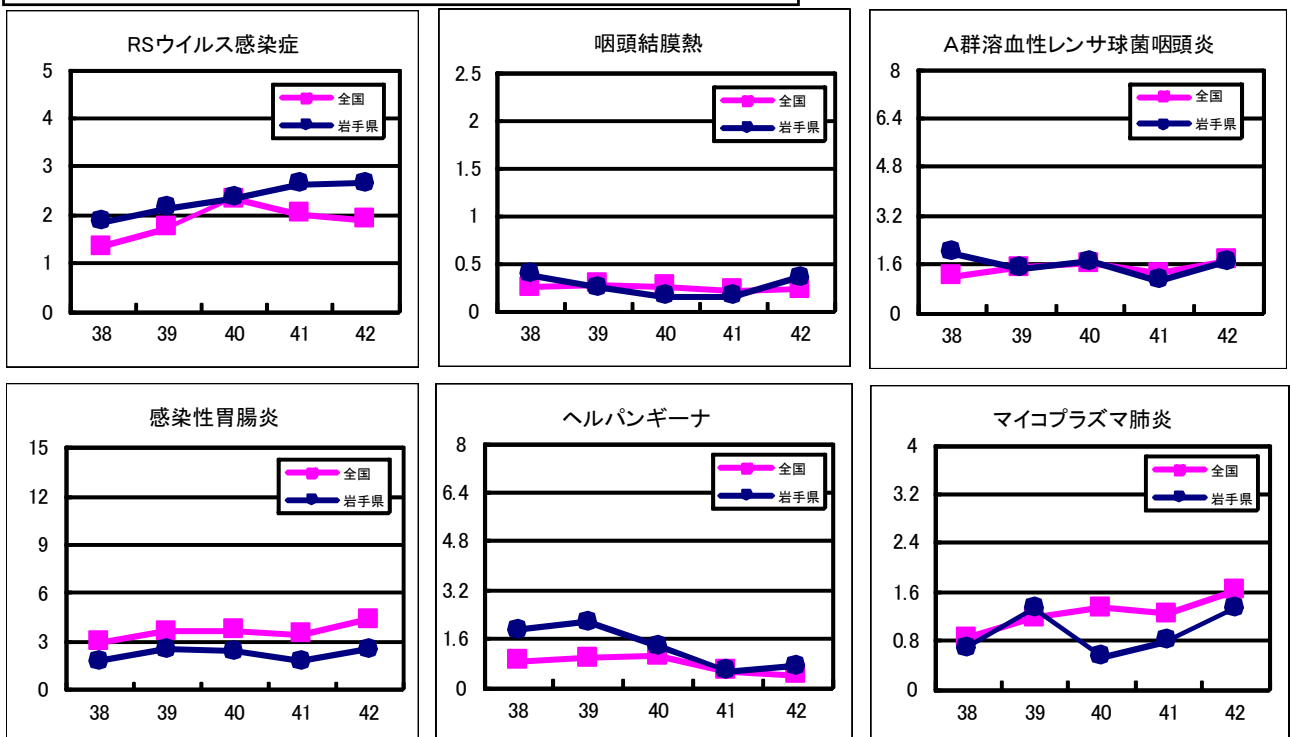 RSウイルス感染症
5
4
3
2
1
0
38 39 40 41 42
全国
岩手県
咽頭結膜熱
2.5
2
1.5
1
0.5
0
38 39 40 41 42
全国
岩手県
A群溶血性レンサ球菌咽頭炎
8
6.4
4.8
3.2
1.6
0
38 39 40 41 42
全国
岩手県
感染性胃腸炎
15
12
9
6
3
0
38 39 40 41 42
全国
岩手県
ヘルパンギーナ
8
6.4
4.8
3.2
1.6
0
38 39 40 41 42
全国
岩手県
マイコプラズマ肺炎
4
3.2
2.4
1.6
0.8
0
38 39 40 41 42
全国
岩手県